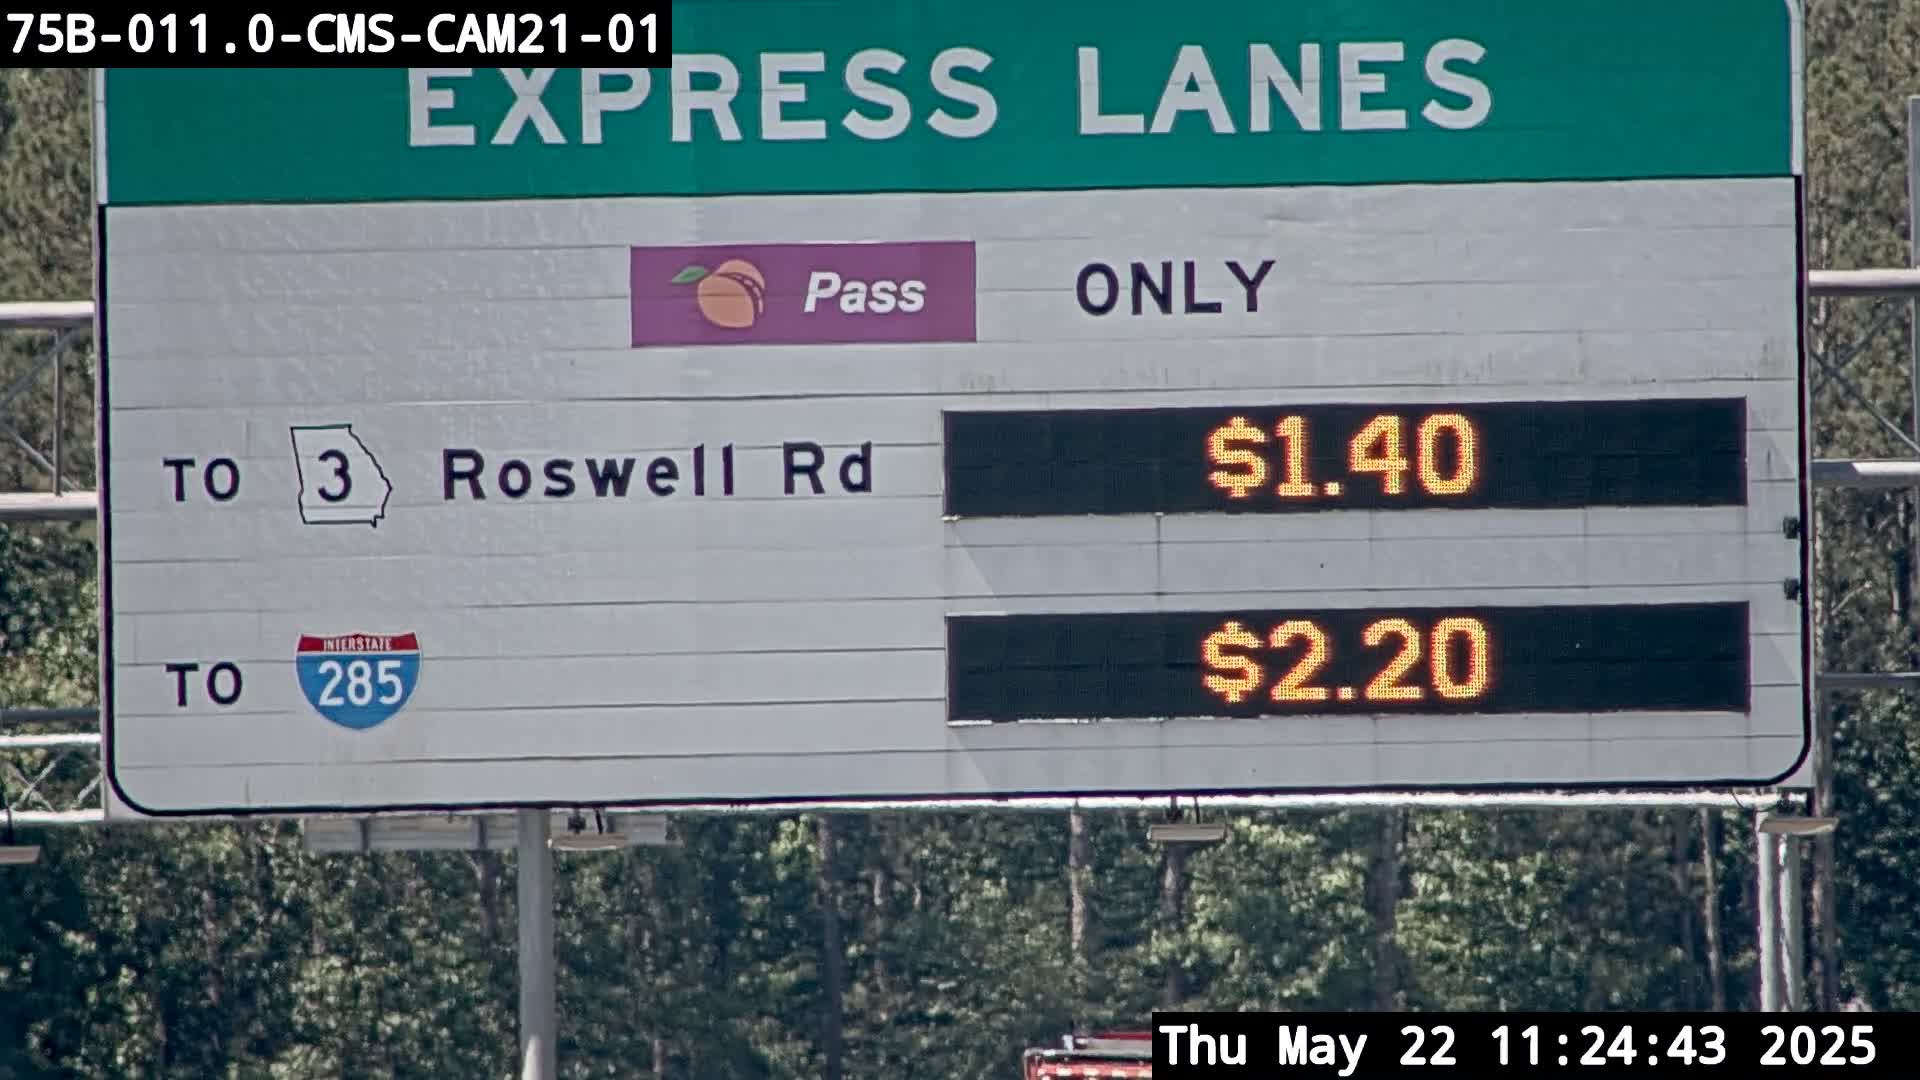 75B-011.0-CMS-CAM21-01
EXPRESS LANES
Pass ONLY
TO 3 Roswell Rd $1.40
TO INTERSTATE 285 $2.20
Thu May 22 11:24:43 2025